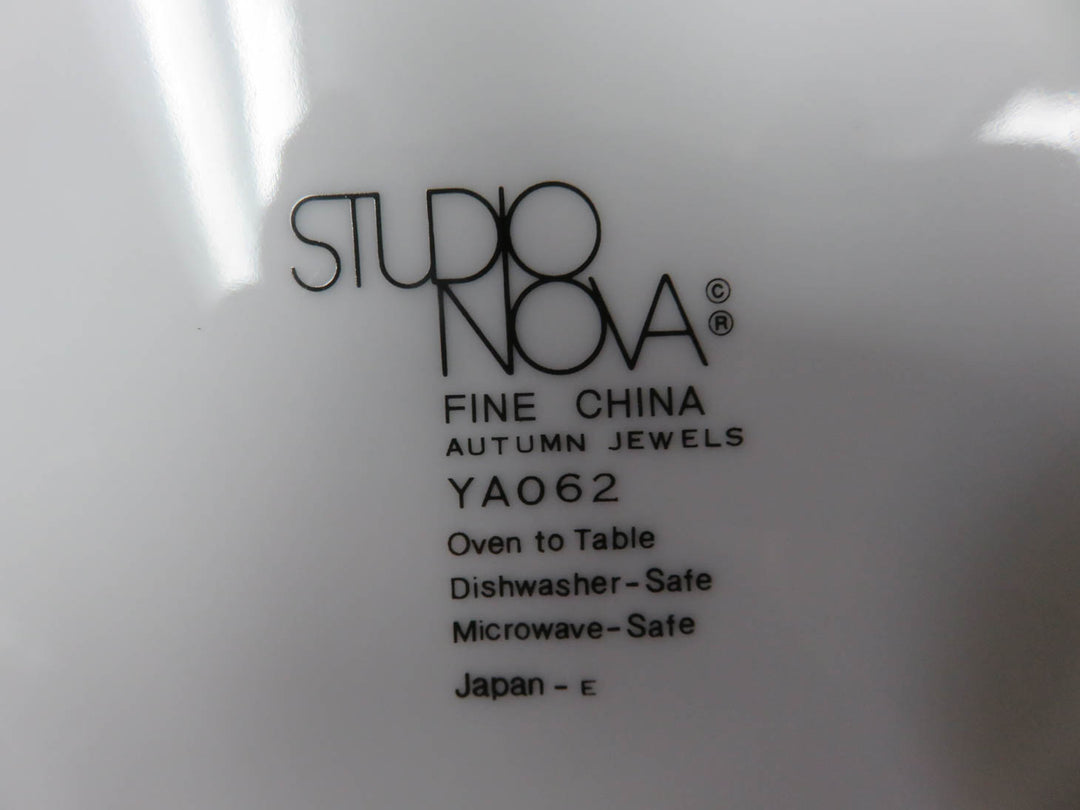 STUDIO
NOVA © ®
FINE CHINA
AUTUMN JEWELS
YA062
Oven to Table
Dishwasher-Safe
Microwave-Safe
Japan - E